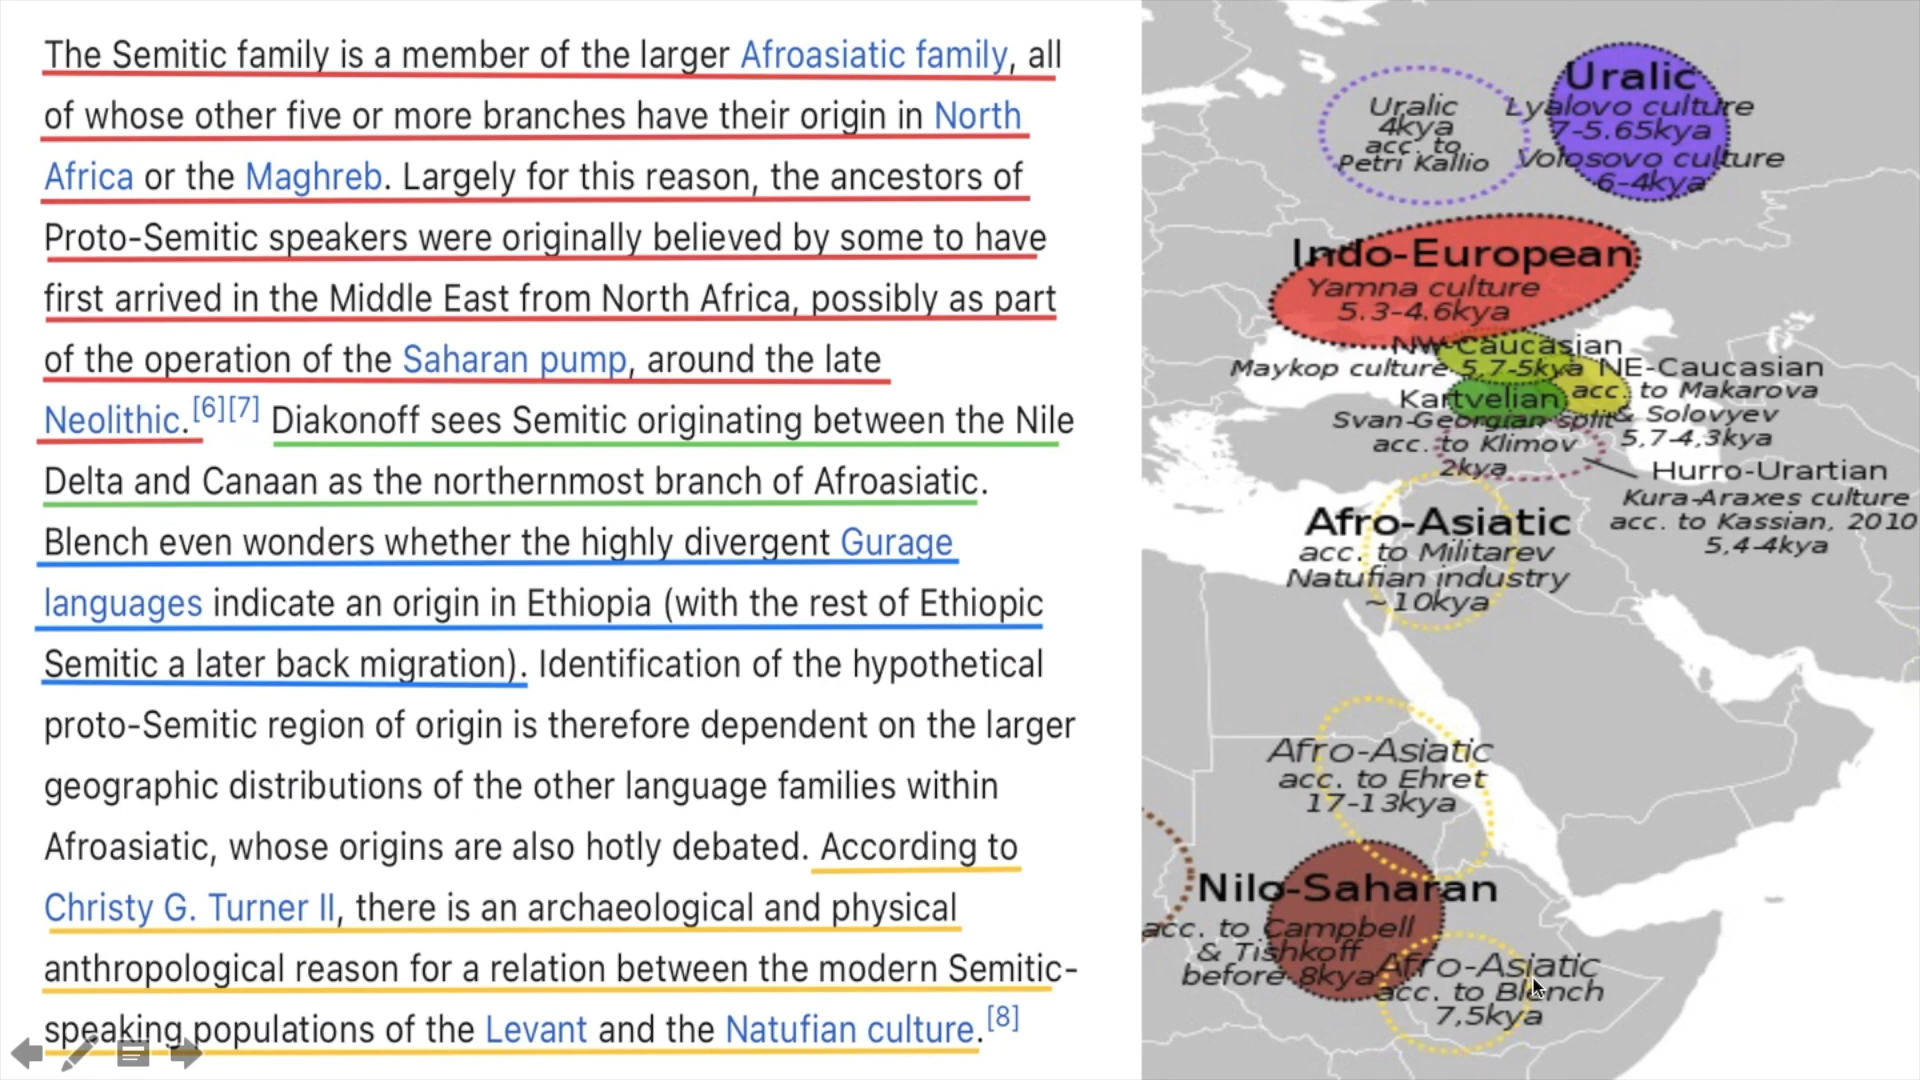 The Semitic family is a member of the larger Afroasiatic family, all
of whose other five or more branches have their origin in North
Africa or the Maghreb. Largely for this reason, the ancestors of
Proto-Semitic speakers were originally believed by some to have
first arrived in the Middle East from North Africa, possibly as part
of the operation of the Saharan pump, around the late
Neolithic.[6][7] Diakonoff sees Semitic originating between the Nile
Delta and Canaan as the northernmost branch of Afroasiatic.
Blench even wonders whether the highly divergent Gurage
languages indicate an origin in Ethiopia (with the rest of Ethiopic
Semitic a later back migration). Identification of the hypothetical
proto-Semitic region of origin is therefore dependent on the larger
geographic distributions of the other language families within
Afroasiatic, whose origins are also hotly debated. According to
Christy G. Turner II, there is an archaeological and physical
anthropological reason for a relation between the modern Semitic-
speaking populations of the Levant and the Natufian culture.[8]
Uralic
4kya
acc. to
Petri Kallio
Uralic
Lyalovo culture
7-5.65kya
Volosovo culture
6-4kya
Indo-European
Yamna culture
5.3-4.6kya
NW-Caucasian
Maykop culture 5,7-5kya
NE-Caucasian
acc. to Makarova
& Solovyev
5,7-4,3kya
Kartvelian
Svan-Georgian split
acc. to Klimov
2kya
Hurro-Urartian
Kura-Araxes culture
acc. to Kassian, 2010
5,4-4kya
Afro-Asiatic
acc. to Militarev
Natufian industry
~10kya
Afro-Asiatic
acc. to Ehret
17-13kya
Nilo-Saharan
acc. to Campbell
& Tishkoff
before 8kya
Afro-Asiatic
acc. to Blench
7,5kya